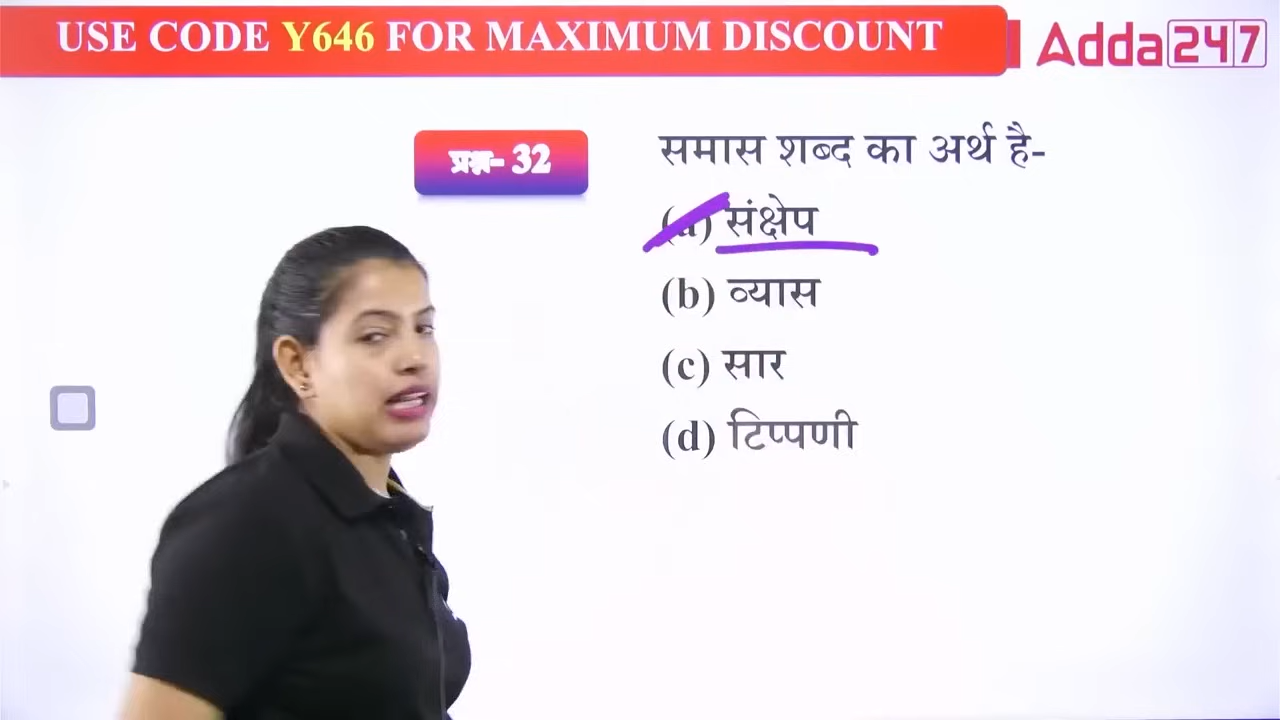 USE CODE Y646 FOR MAXIMUM DISCOUNT
Adda247
प्रश्न- 32
समास शब्द का अर्थ है-
(a) संक्षेप
(b) व्यास
(c) सार
(d) टिप्पणी